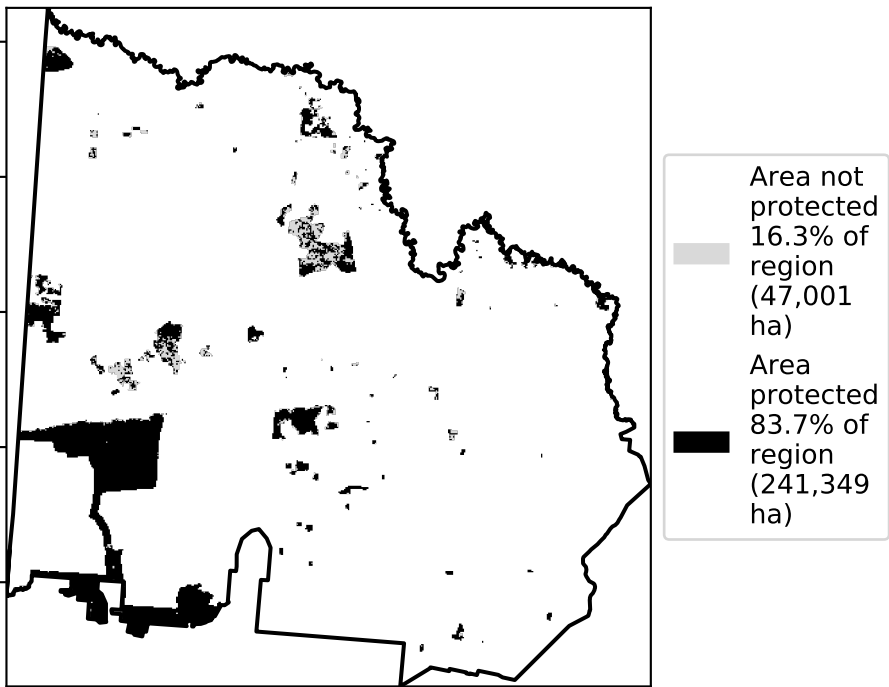 Area not
protected
16.3% of
region
(47,001
ha)
Area
protected
83.7% of
region
(241,349
ha)